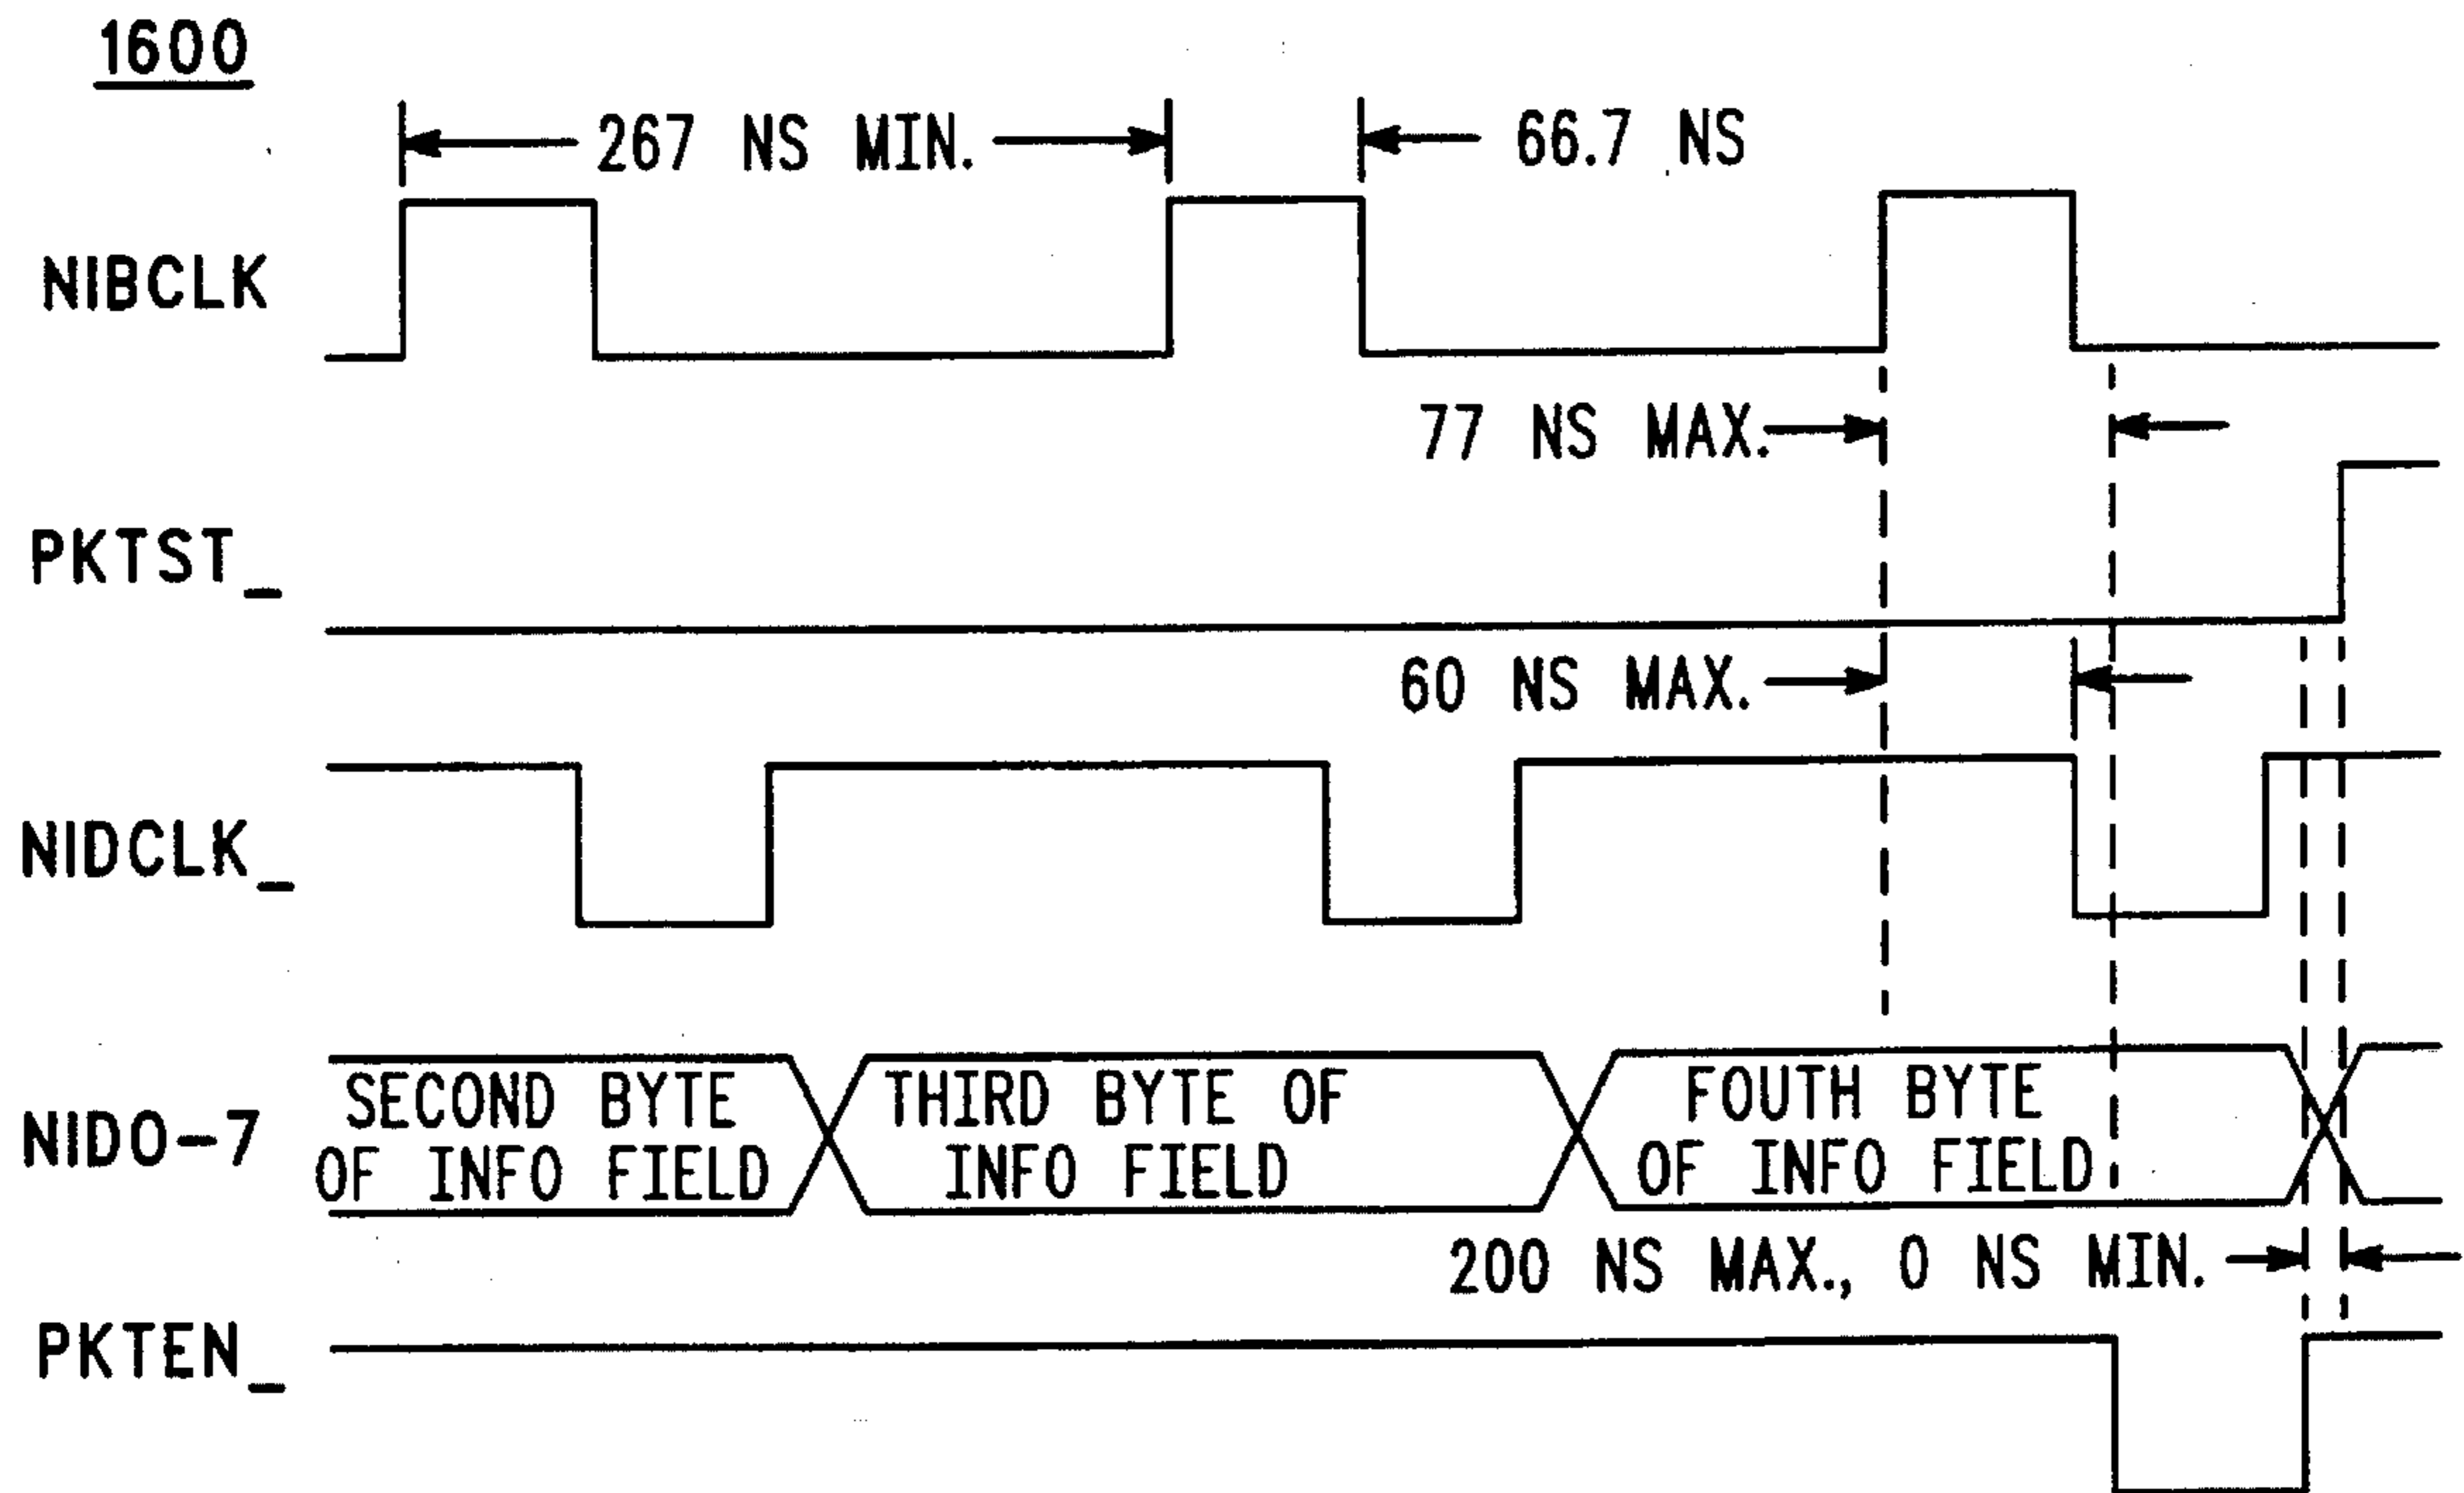 1600
267 NS MIN.
66.7 NS
NIBCLK
77 NS MAX.
PKTST_
60 NS MAX.
NIDCLK_
NIDO-7
SECOND BYTE
OF INFO FIELD
THIRD BYTE OF
INFO FIELD
FOUTH BYTE
OF INFO FIELD
200 NS MAX., 0 NS MIN.
PKTEN_